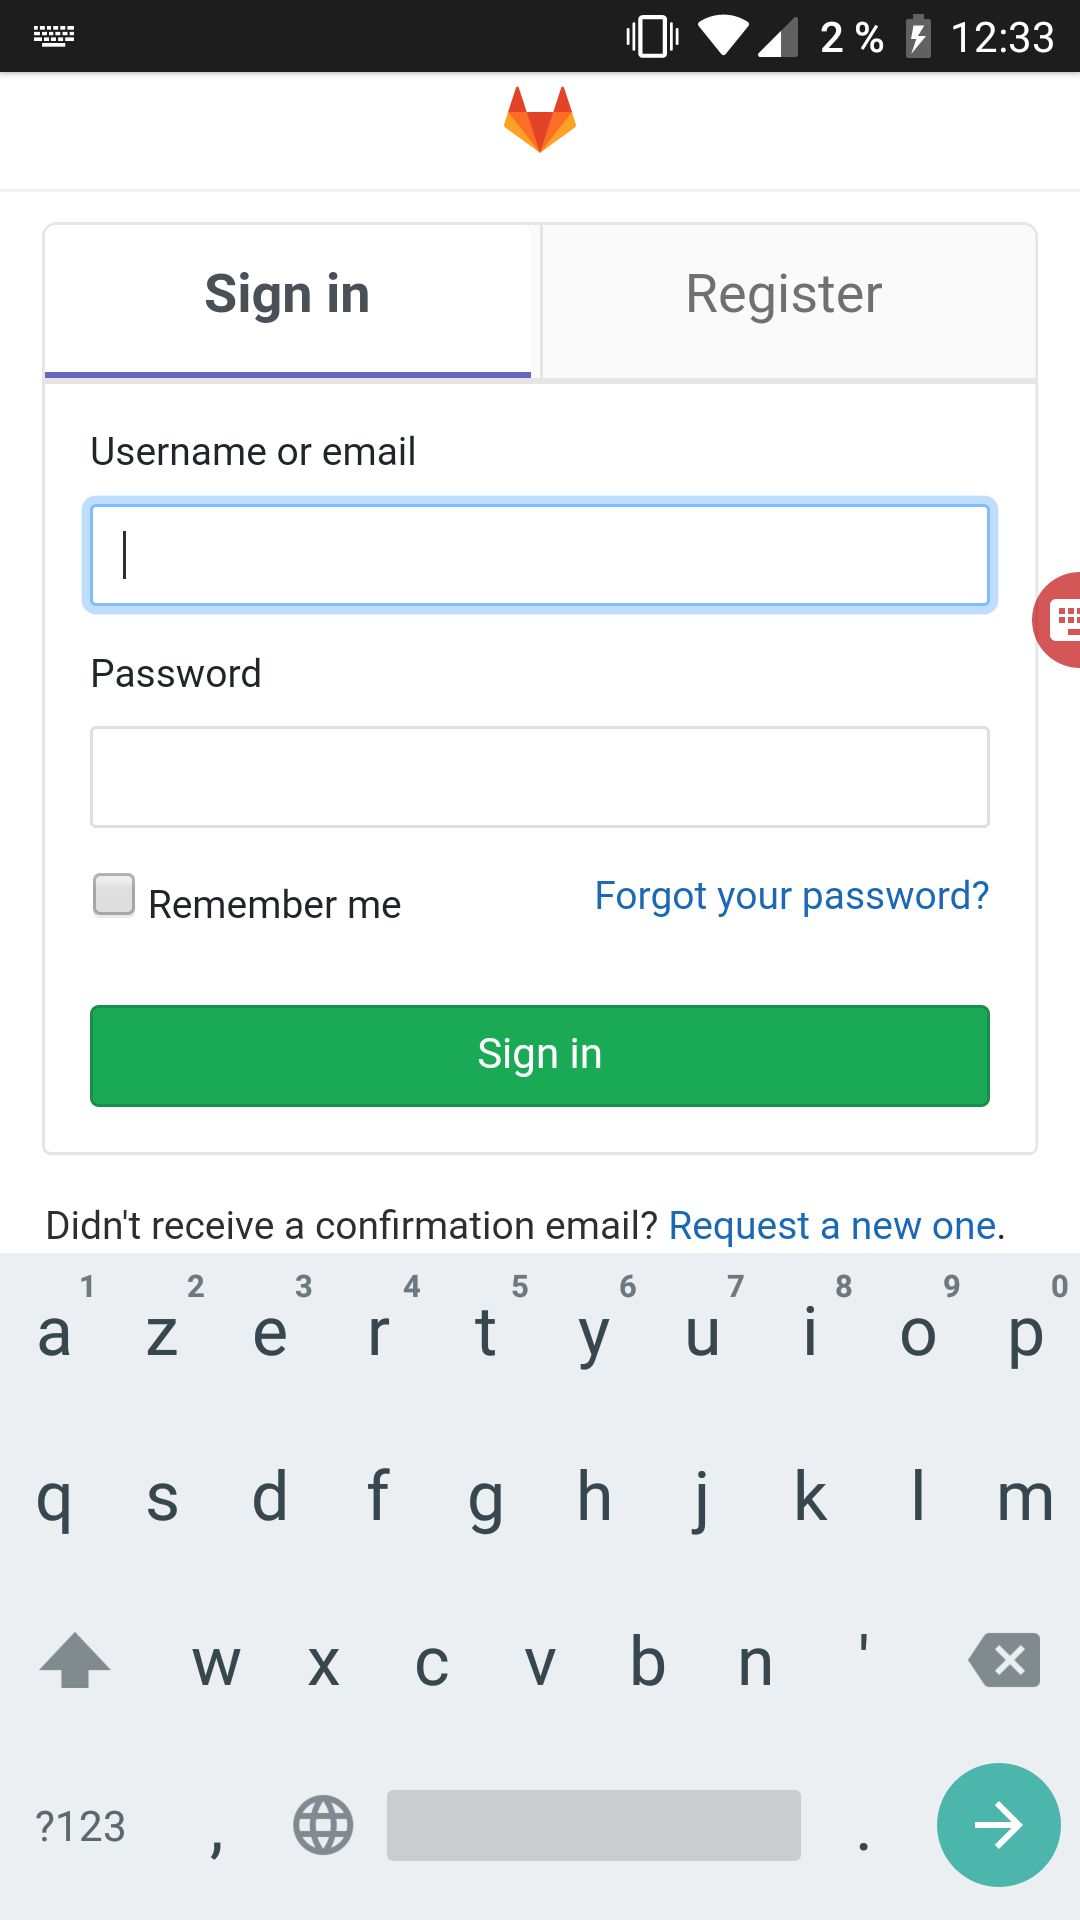 2 % 12:33
Sign in Register
Username or email
Password
Remember me Forgot your password?
Sign in
Didn't receive a confirmation email? Request a new one.
1 2 3 4 5 6 7 8 9 0
a z e r t y u i o p
q s d f g h j k l m
w x c v b n '
?123 , .